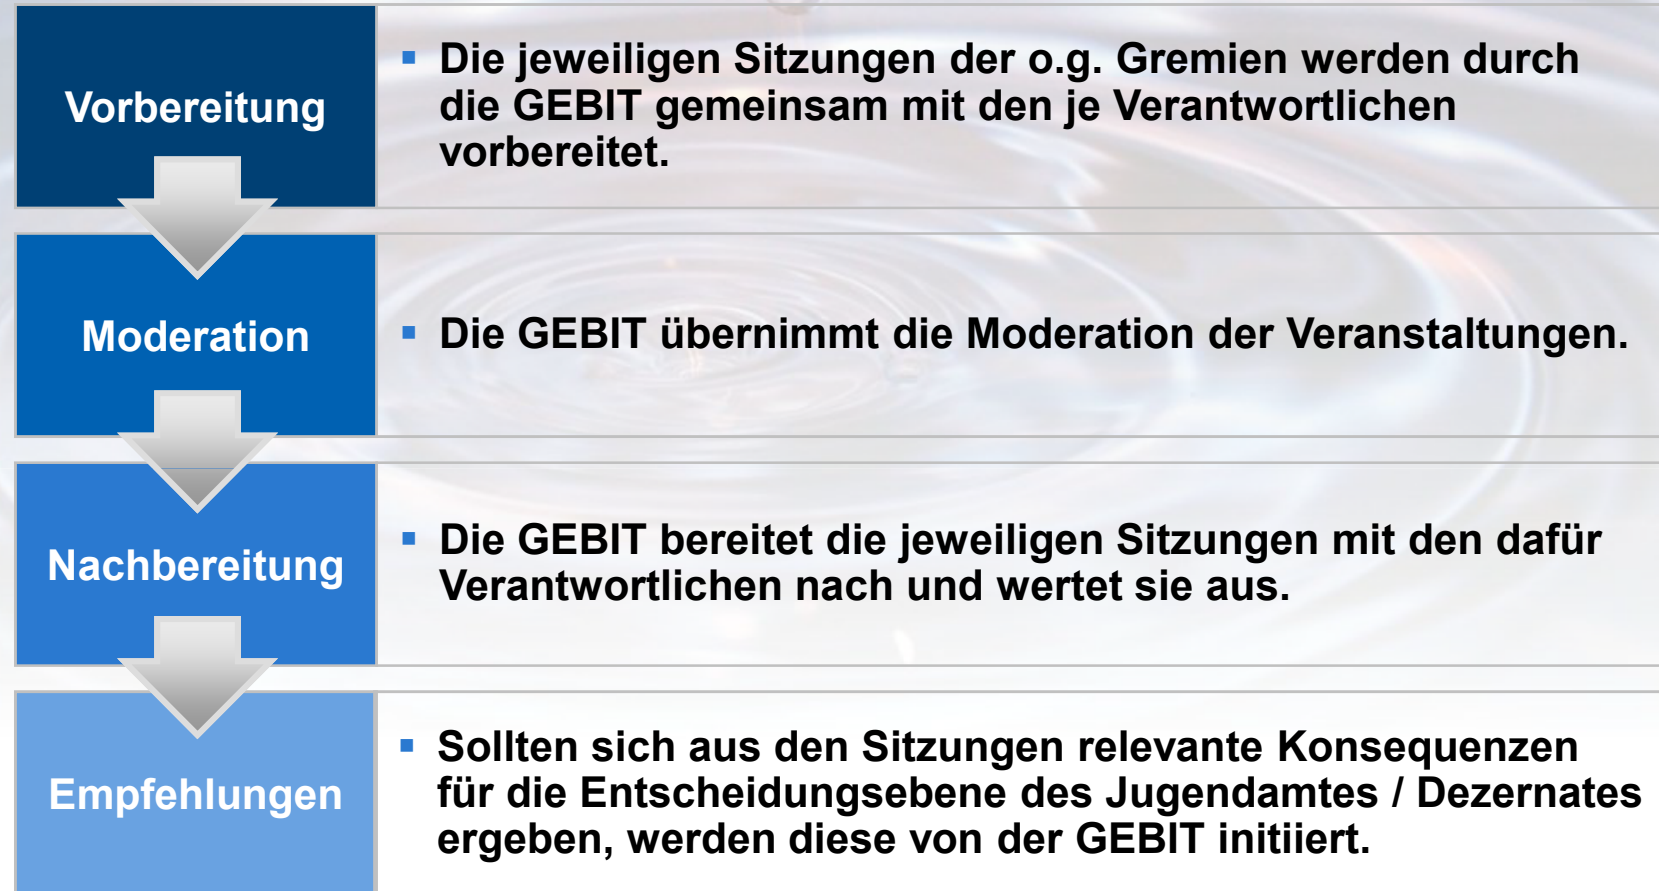 Vorbereitung
▪ Die jeweiligen Sitzungen der o.g. Gremien werden durch
die GEBIT gemeinsam mit den je Verantwortlichen
vorbereitet.
Moderation
▪ Die GEBIT übernimmt die Moderation der Veranstaltungen.
Nachbereitung
▪ Die GEBIT bereitet die jeweiligen Sitzungen mit den dafür
Verantwortlichen nach und wertet sie aus.
Empfehlungen
▪ Sollten sich aus den Sitzungen relevante Konsequenzen
für die Entscheidungsebene des Jugendamtes / Dezernates
ergeben, werden diese von der GEBIT initiiert.